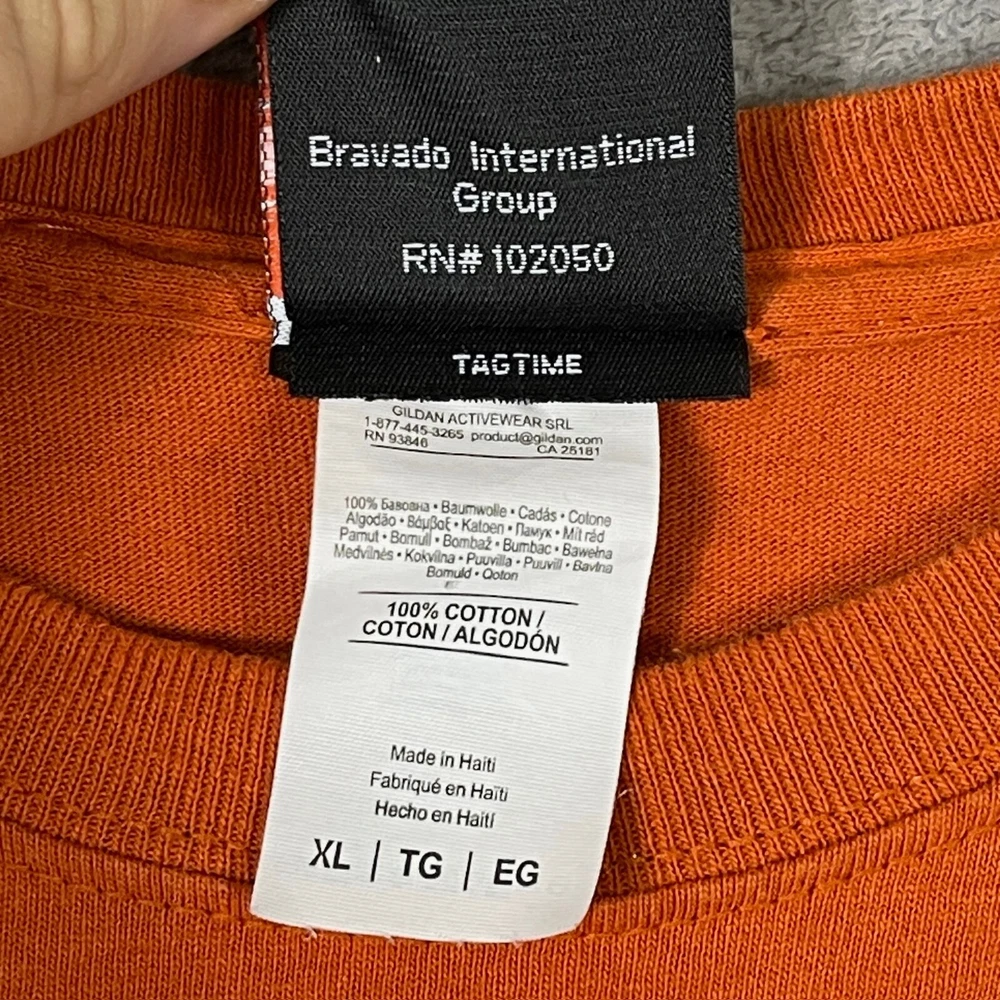 Bravado International
Group
RN# 102050
TAGTIME
GILDAN ACTIVEWEAR SRL
1-877-445-3265 product@gildan.com
RN 93846 CA 25181
100% Бавовна • Baumwolle • Cadás • Cotone
Algodão • Βάμβαξ • Katoen • Памук • Mit rád
Pamut • Bomull • Bombaž • Bumbac • Bawełna
Medvilnės • Kokvilna • Puuvilla • Puuvill • Bavlna
Bomuld • Qoton
100% COTTON /
COTON / ALGODÓN
Made in Haiti
Fabriqué en Haïti
Hecho en Haití
XL | TG | EG